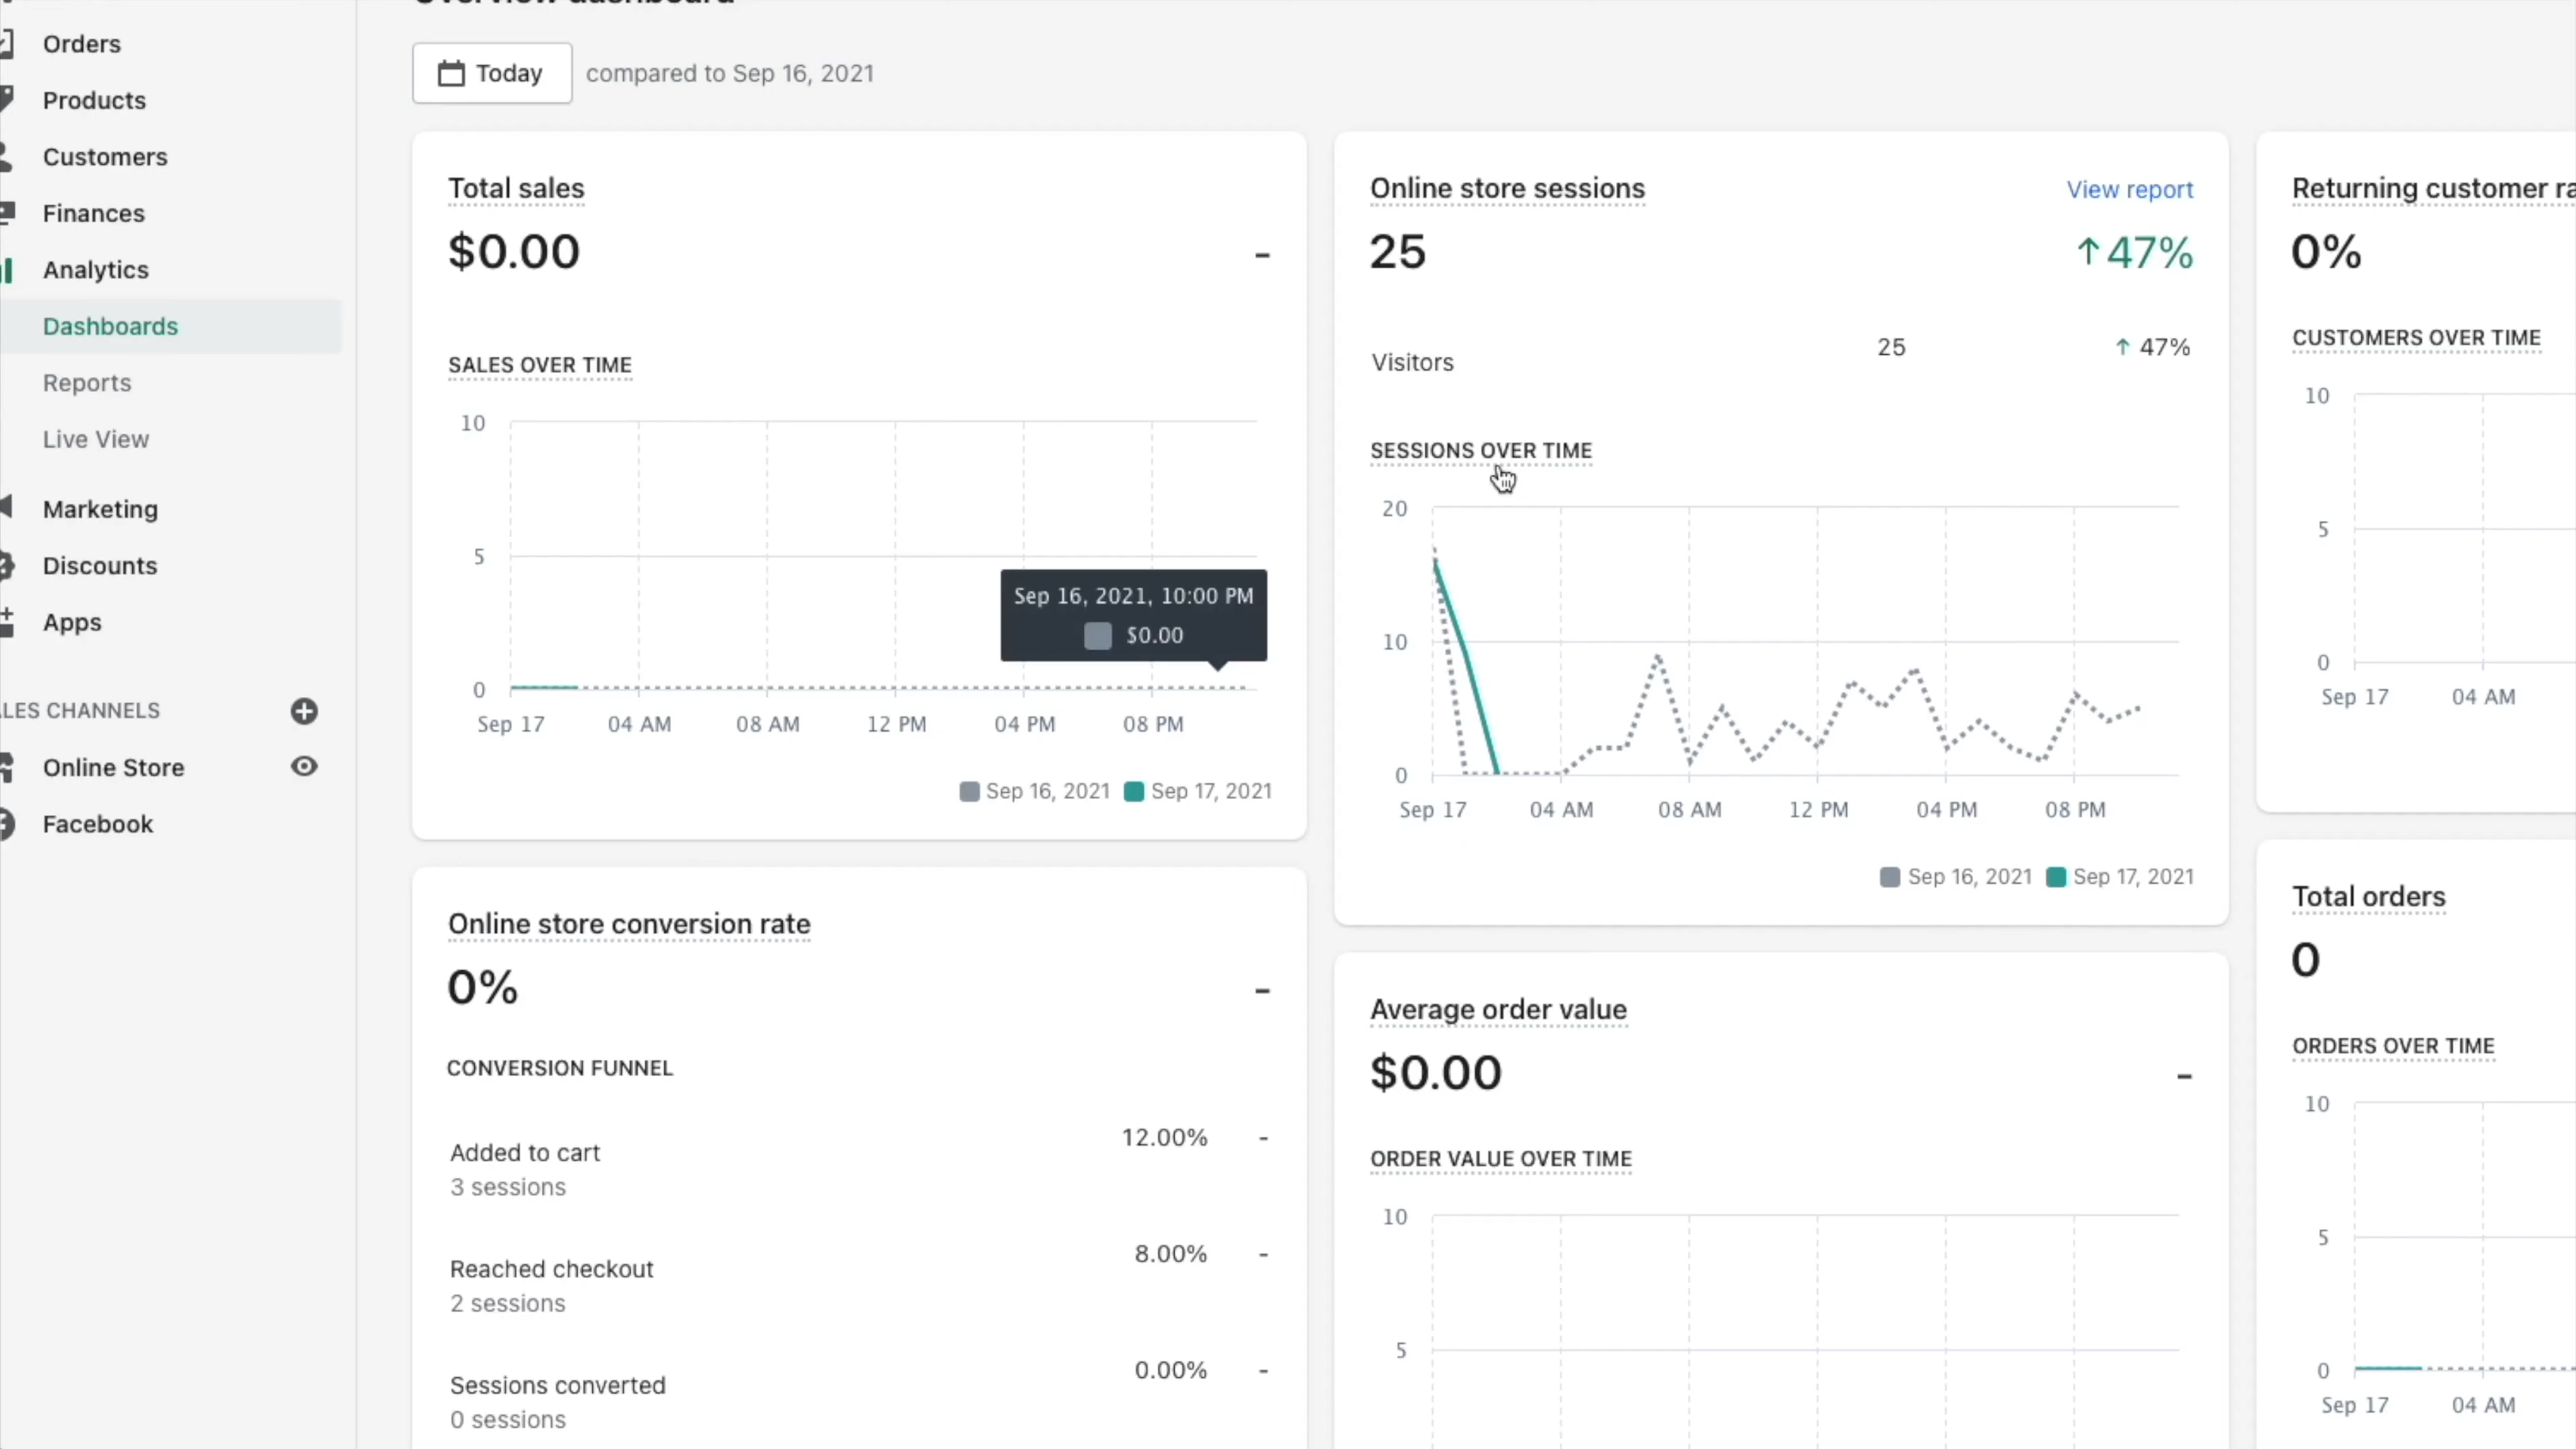 Overview dashboard
Orders
Products
Customers
Finances
Analytics
Dashboards
Reports
Live View
Marketing
Discounts
Apps
LES CHANNELS
Online Store
Facebook
Today compared to Sep 16, 2021
Total sales
$0.00 -
SALES OVER TIME
10
5
0
Sep 16, 2021, 10:00 PM
$0.00
Sep 17 04 AM 08 AM 12 PM 04 PM 08 PM
Sep 16, 2021 Sep 17, 2021
Online store conversion rate
0% -
CONVERSION FUNNEL
Added to cart 12.00% -
3 sessions
Reached checkout 8.00% -
2 sessions
Sessions converted 0.00% -
0 sessions
Online store sessions View report
25 ↑47%
Visitors 25 ↑ 47%
SESSIONS OVER TIME
20
10
0
Sep 17 04 AM 08 AM 12 PM 04 PM 08 PM
Sep 16, 2021 Sep 17, 2021
Average order value
$0.00 -
ORDER VALUE OVER TIME
10
5
Returning customer ra
0%
CUSTOMERS OVER TIME
10
5
0
Sep 17 04 AM
Total orders
0
ORDERS OVER TIME
10
5
0
Sep 17 04 AM